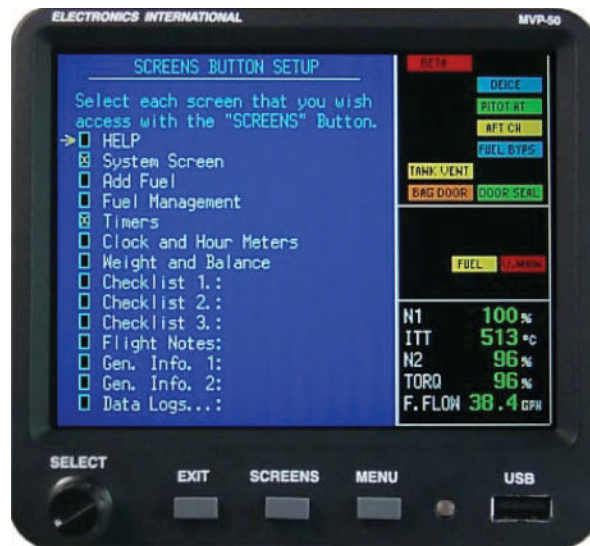 ELECTRONICS INTERNATIONAL
MVP-50
SCREENS BUTTON SETUP
Select each screen that you wish
access with the "SCREENS" Button.
HELP
System Screen
Add Fuel
Fuel Management
Timers
Clock and Hour Meters
Weight and Balance
Checklist 1.:
Checklist 2.:
Checklist 3.:
Flight Notes:
Gen. Info. 1:
Gen. Info. 2:
Data Logs...:
BETA
DEICE
PITOT HT
AFT CH
FUEL BYPS
TANK VENT
BAG DOOR
DOOR SEAL
FUEL
N1 100 %
ITT 513 °C
N2 96 %
TORQ 96 %
F.FLOW 38.4 GPH
SELECT
EXIT
SCREENS
MENU
USB